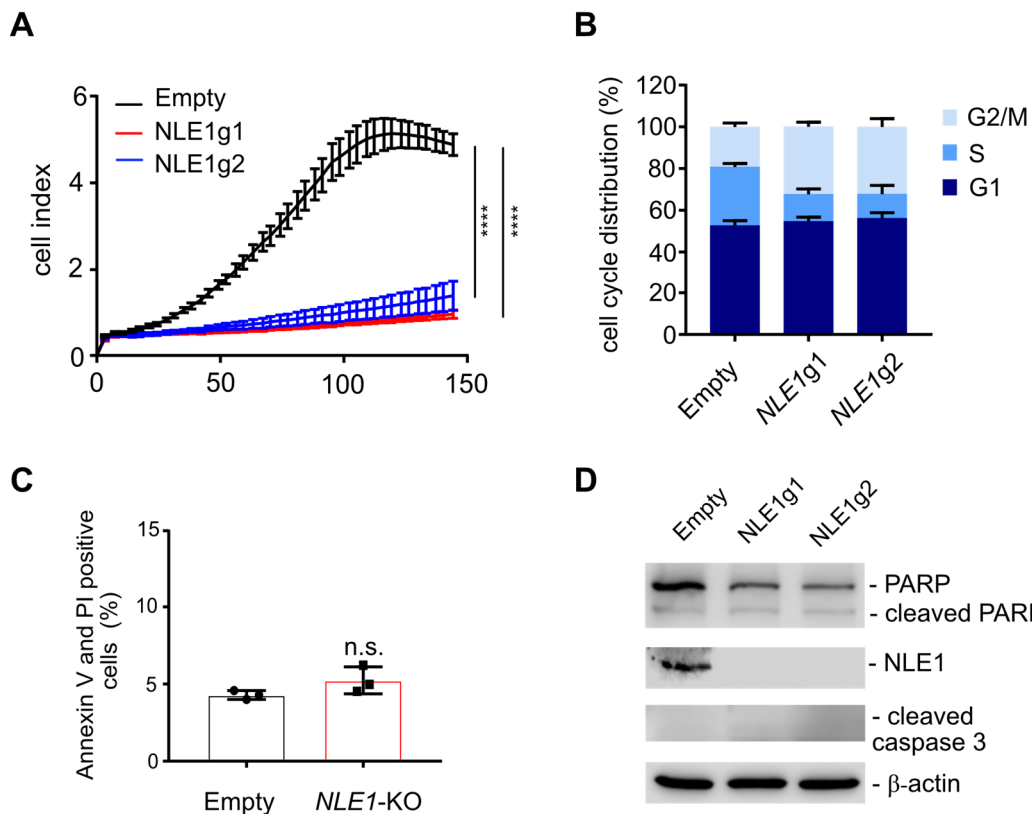 A
Empty
NLE1g1
NLE1g2
cell index
6
4
2
0
0
50
100
150
****
****
B
cell cycle distribution (%)
120
100
80
60
40
20
0
G2/M
S
G1
Empty
NLE1g1
NLE1g2
C
Annexin V and PI positive
cells (%)
15
10
5
0
n.s.
Empty
NLE1-KO
D
Empty
NLE1g1
NLE1g2
- PARP
- cleaved PARP
- NLE1
- cleaved
caspase 3
- β-actin